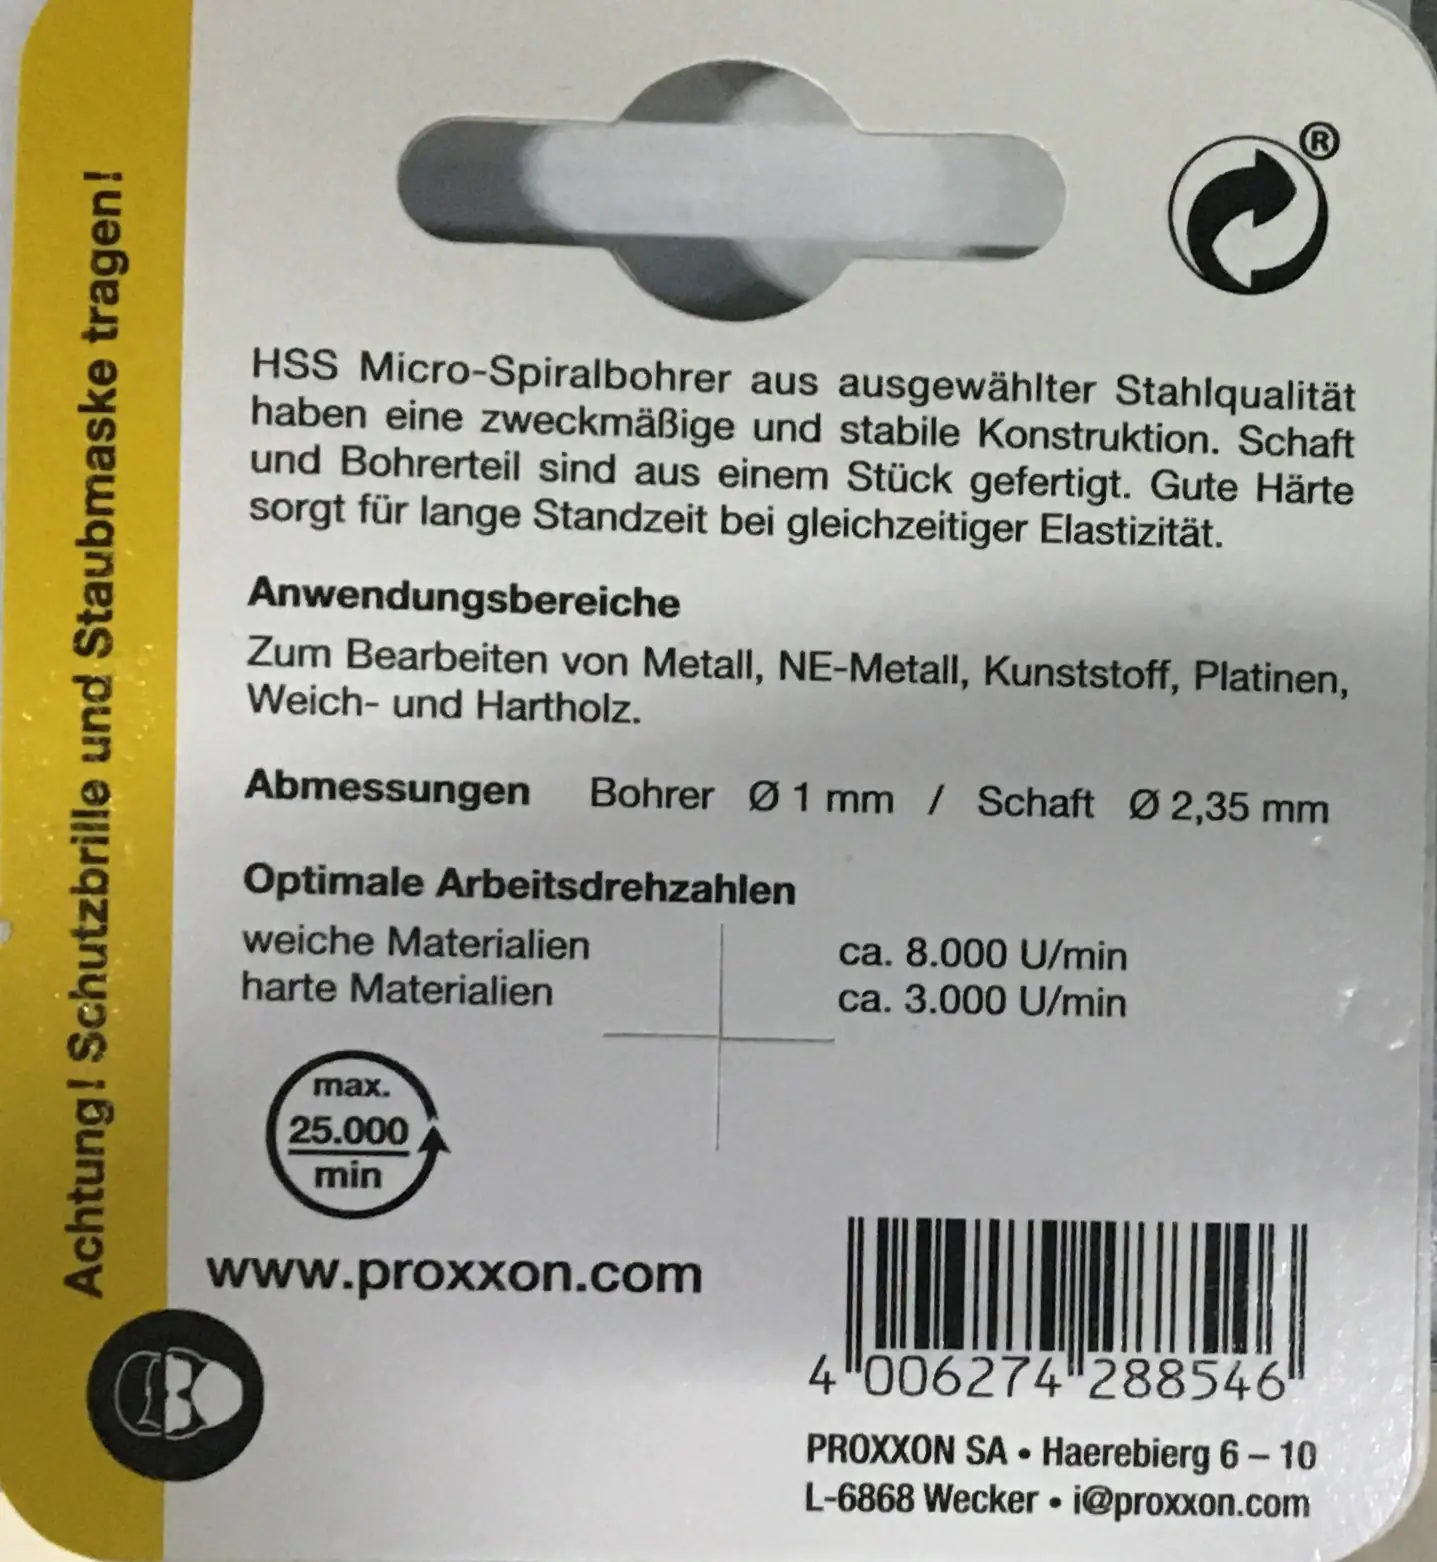 Achtung! Schutzbrille und Staubmaske tragen!
®
HSS Micro-Spiralbohrer aus ausgewählter Stahlqualität
haben eine zweckmäßige und stabile Konstruktion. Schaft
und Bohrerteil sind aus einem Stück gefertigt. Gute Härte
sorgt für lange Standzeit bei gleichzeitiger Elastizität.
Anwendungsbereiche
Zum Bearbeiten von Metall, NE-Metall, Kunststoff, Platinen,
Weich- und Hartholz.
Abmessungen Bohrer Ø 1 mm / Schaft Ø 2,35 mm
Optimale Arbeitsdrehzahlen
weiche Materialien ca. 8.000 U/min
harte Materialien ca. 3.000 U/min
max.
25.000
min
www.proxxon.com
4 006274 288546
PROXXON SA • Haerebierg 6 – 10
L-6868 Wecker • i@proxxon.com